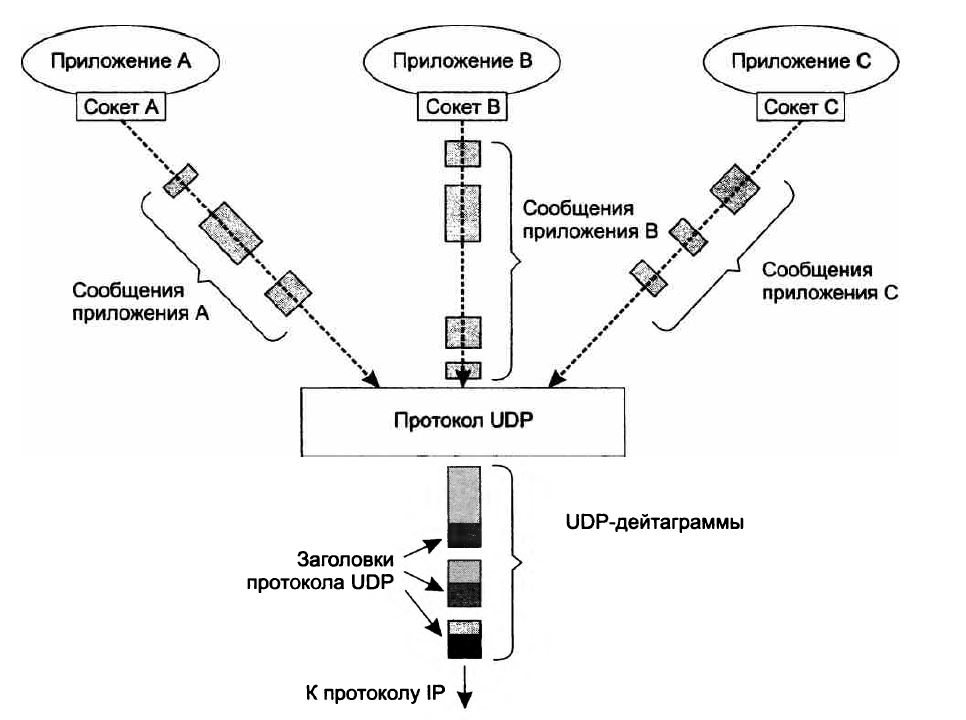 Приложение A
Приложение B
Приложение C
Сокет A
Сокет B
Сокет C
Сообщения
приложения A
Сообщения
приложения B
Сообщения
приложения C
Протокол UDP
UDP-дейтаграммы
Заголовки
протокола UDP
К протоколу IP